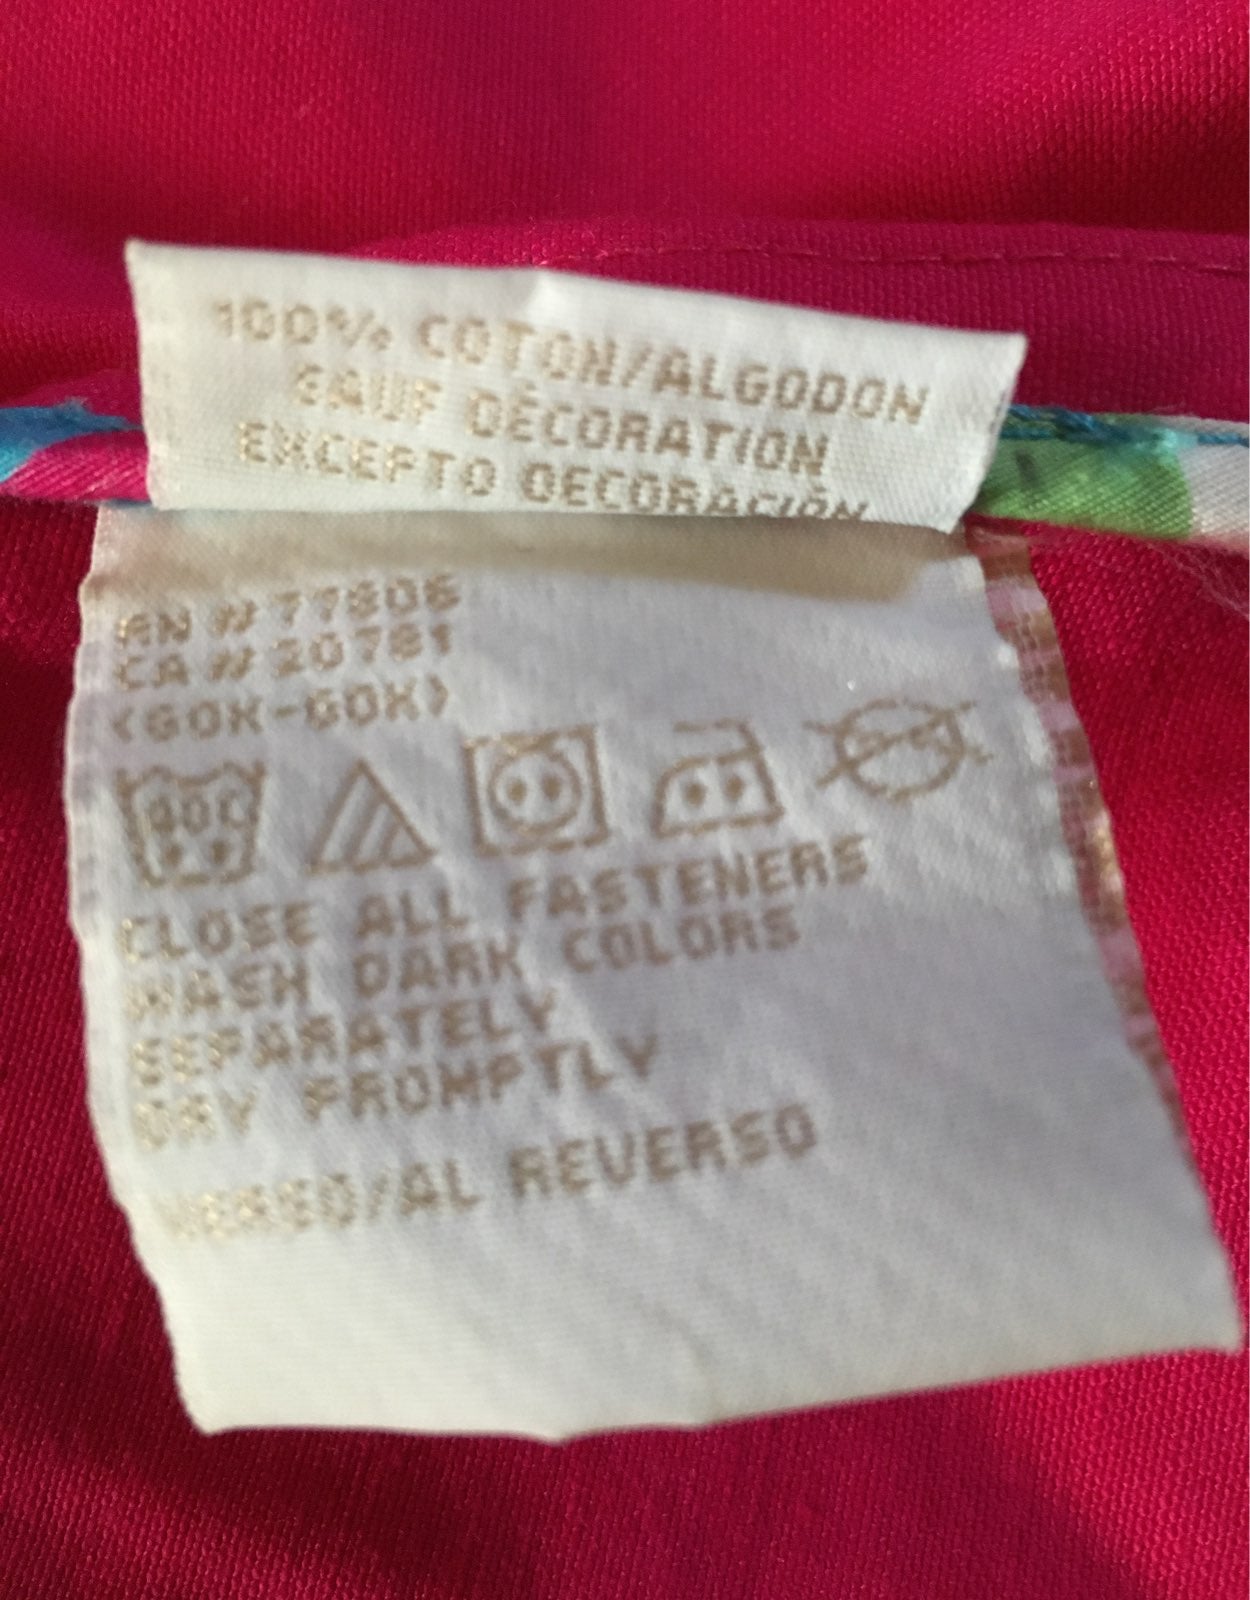 100% COTON/ALGODON
SAUF DÉCORATION
EXCEPTO DECORACIÓN
RN # 77806
CA # 20781
(GOK-GOK)
CLOSE ALL FASTENERS
WASH DARK COLORS
SEPARATELY
DRY PROMPTLY
/AL REVERSO